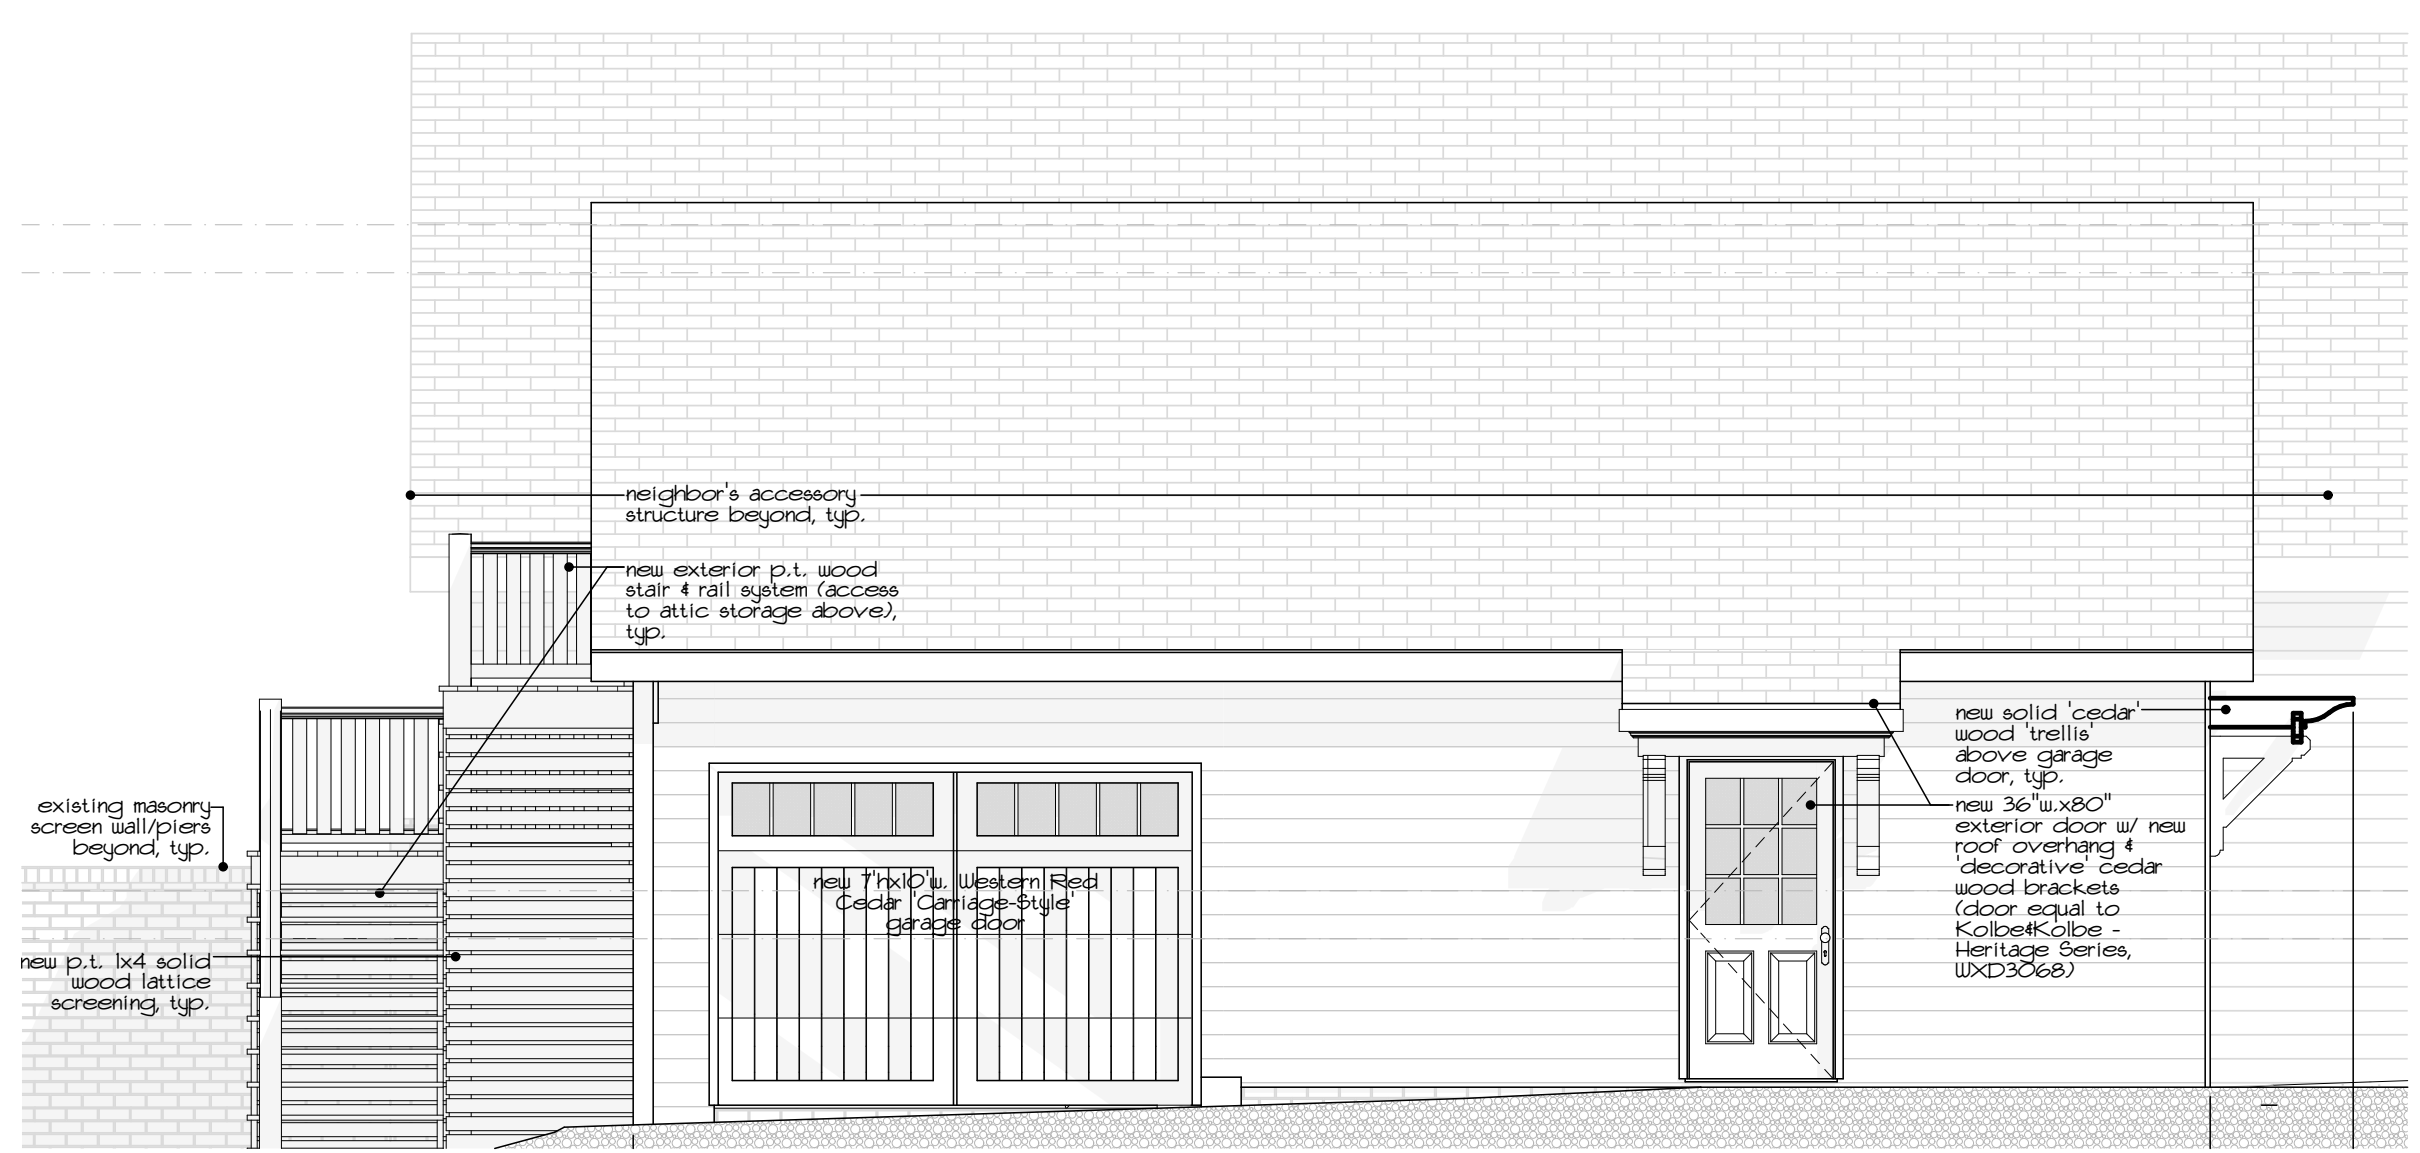 neighbor's accessory
structure beyond, typ.
new exterior p.t. wood
stair & rail system (access
to attic storage above),
typ.
new solid 'cedar'
wood 'trellis'
above garage
door, typ.
existing masonry
screen wall/piers
beyond, typ.
new 36"w.x80"
exterior door w/ new
roof overhang &
'decorative' cedar
wood brackets
(door equal to
Kolbe&Kolbe -
Heritage Series,
WXD3068)
new 7'hx10'w. Western Red
Cedar 'Carriage-Style'
garage door
new p.t. 1x4 solid
wood lattice
screening, typ.